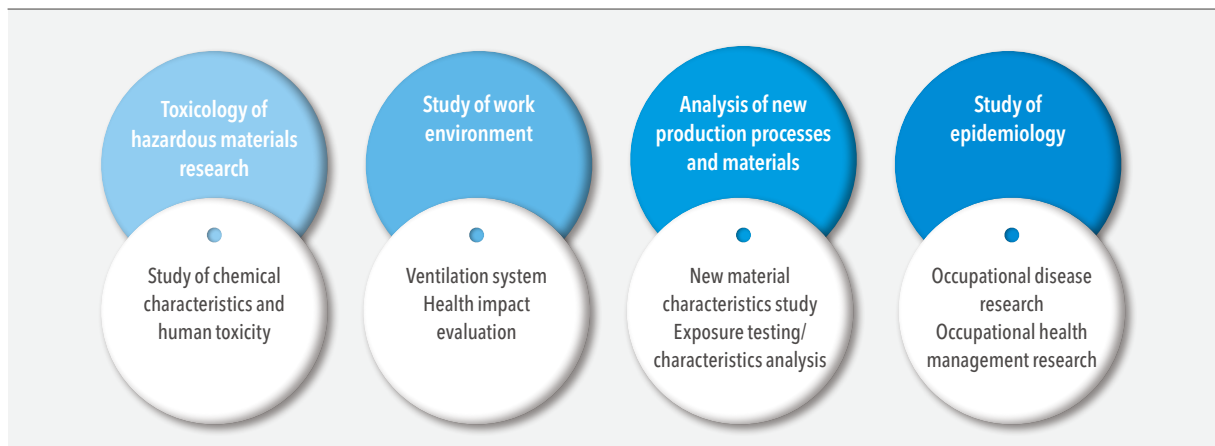 Toxicology of
hazardous materials
research
Study of chemical
characteristics and
human toxicity
Study of work
environment
Ventilation system
Health impact
evaluation
Analysis of new
production processes
and materials
New material
characteristics study
Exposure testing/
characteristics analysis
Study of
epidemiology
Occupational disease
research
Occupational health
management research